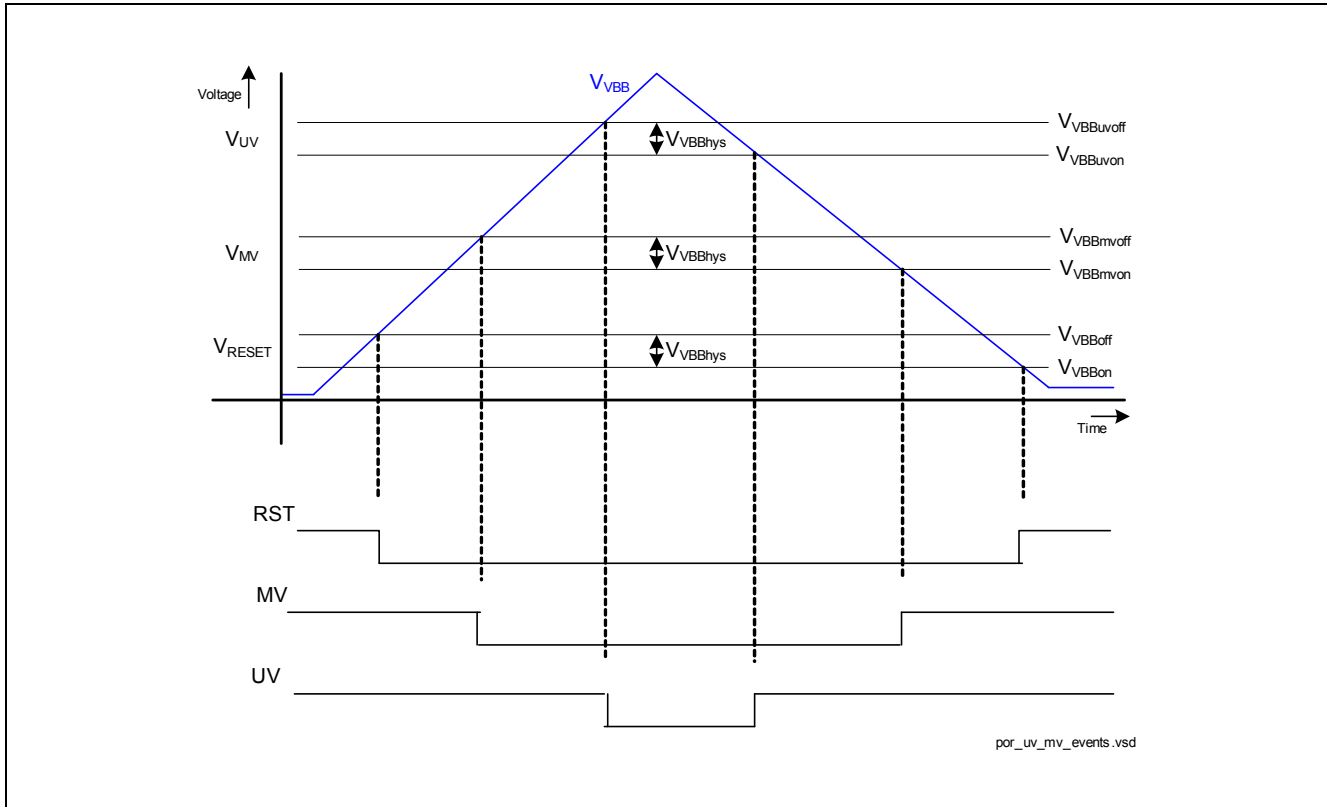 V_VBB
Voltage
V_VBBuvoff
V_UV
V_VBBhys
V_VBBuvon
V_VBBmvoff
V_MV
V_VBBhys
V_VBBmvon
V_VBBoff
V_RESET
V_VBBhys
V_VBBon
Time
RST
MV
UV
por_uv_mv_events.vsd